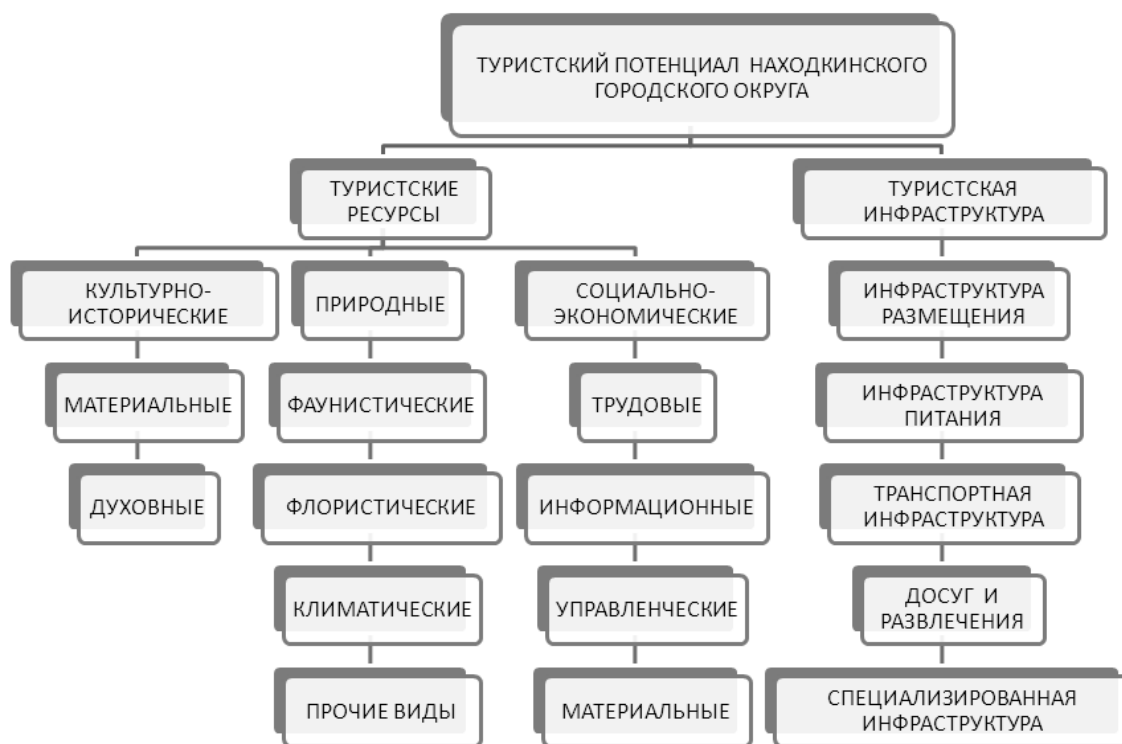 ТУРИСТСКИЙ ПОТЕНЦИАЛ НАХОДКИНСКОГО
ГОРОДСКОГО ОКРУГА
ТУРИСТСКИЕ
РЕСУРСЫ
ТУРИСТСКАЯ
ИНФРАСТРУКТУРА
КУЛЬТУРНО-
ИСТОРИЧЕСКИЕ
ПРИРОДНЫЕ
СОЦИАЛЬНО-
ЭКОНОМИЧЕСКИЕ
ИНФРАСТРУКТУРА
РАЗМЕЩЕНИЯ
МАТЕРИАЛЬНЫЕ
ФАУНИСТИЧЕСКИЕ
ТРУДОВЫЕ
ИНФРАСТРУКТУРА
ПИТАНИЯ
ДУХОВНЫЕ
ФЛОРИСТИЧЕСКИЕ
ИНФОРМАЦИОННЫЕ
ТРАНСПОРТНАЯ
ИНФРАСТРУКТУРА
КЛИМАТИЧЕСКИЕ
УПРАВЛЕНЧЕСКИЕ
ДОСУГ И
РАЗВЛЕЧЕНИЯ
ПРОЧИЕ ВИДЫ
МАТЕРИАЛЬНЫЕ
СПЕЦИАЛИЗИРОВАННАЯ
ИНФРАСТРУКТУРА